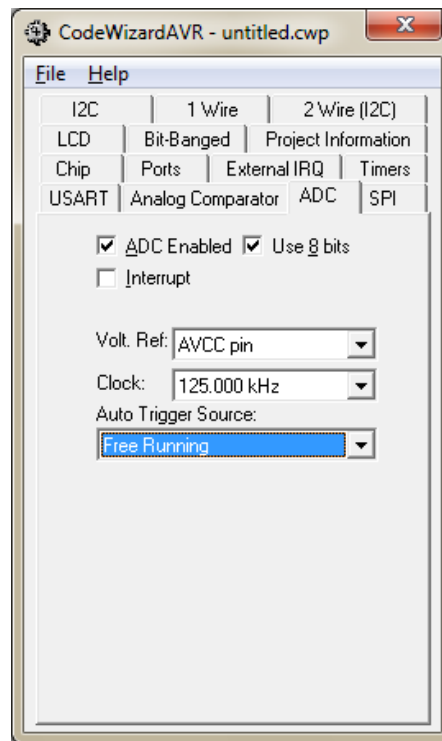 CodeWizardAVR - untitled.cwp
File Help
I2C 1 Wire 2 Wire (I2C)
LCD Bit-Banged Project Information
Chip Ports External IRQ Timers
USART Analog Comparator ADC SPI
ADC Enabled Use 8 bits
Interrupt
Volt. Ref: AVCC pin
Clock: 125.000 kHz
Auto Trigger Source:
Free Running